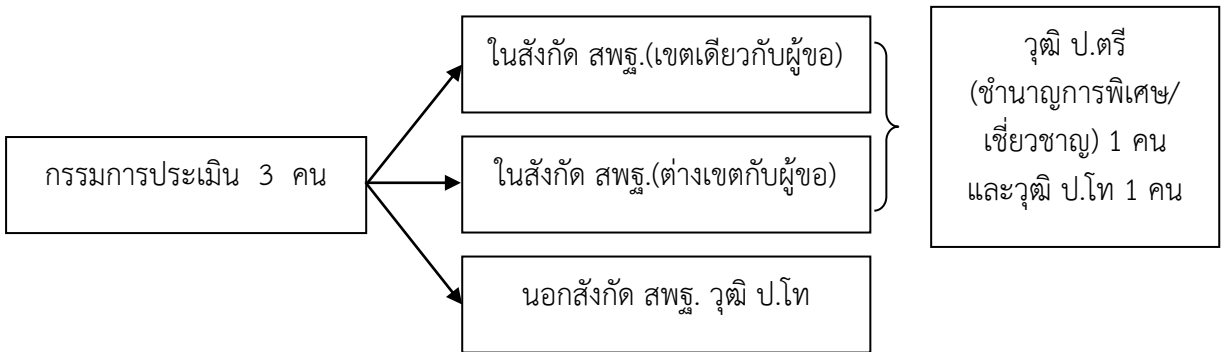 กรรมการประเมิน 3 คน
ในสังกัด สพฐ.(เขตเดียวกับผู้ขอ)
ในสังกัด สพฐ.(ต่างเขตกับผู้ขอ)
นอกสังกัด สพฐ. วุฒิ ป.โท
วุฒิ ป.ตรี
(ชำนาญการพิเศษ/
เชี่ยวชาญ) 1 คน
และวุฒิ ป.โท 1 คน